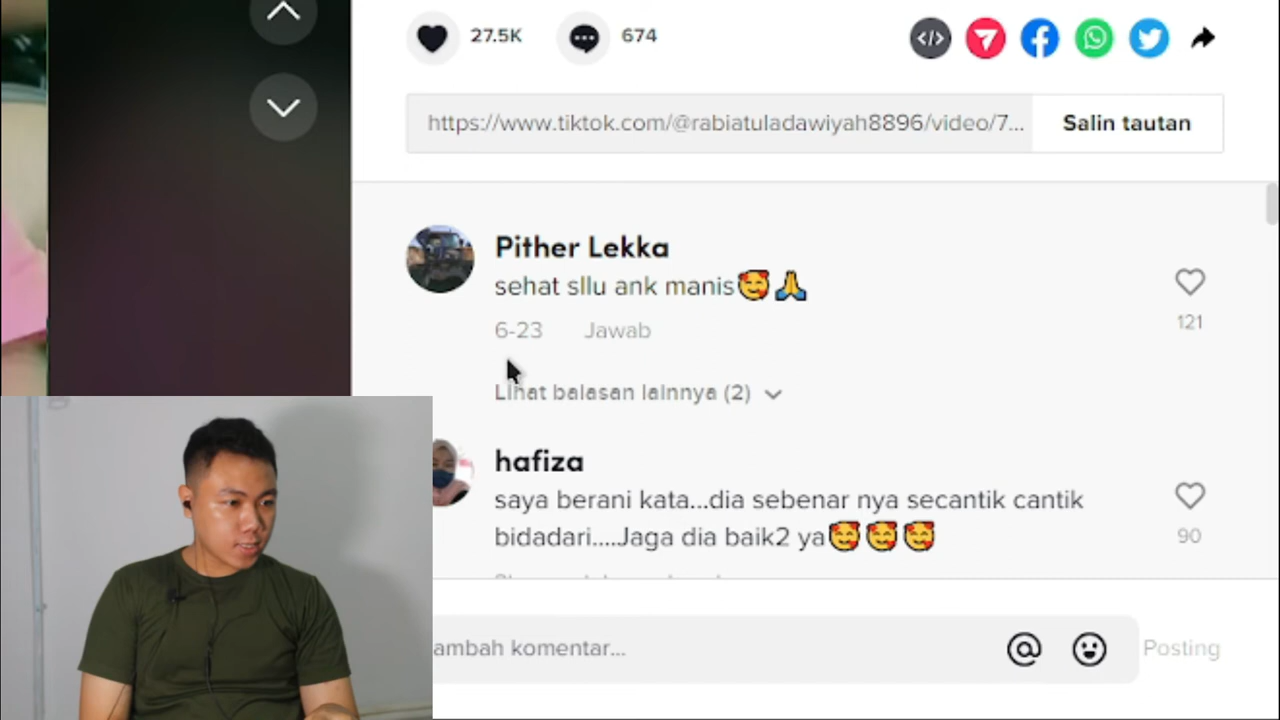 27.5K
674
https://www.tiktok.com/@rabiatuladawiyah8896/video/7...
Salin tautan
Pither Lekka
sehat sllu ank manis🥰🙏
121
6-23 Jawab
Lihat balasan lainnya (2)
hafiza
saya berani kata...dia sebenar nya secantik cantik
bidadari.....Jaga dia baik2 ya🥰🥰🥰
90
ambah komentar...
Posting